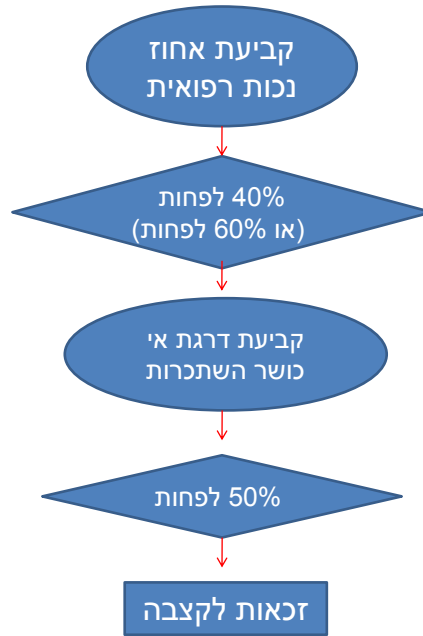 קביעת אחוז
נכות רפואית
40% לפחות
(או 60% לפחות)
קביעת דרגת אי
כושר השתכרות
50% לפחות
זכאות לקצבה